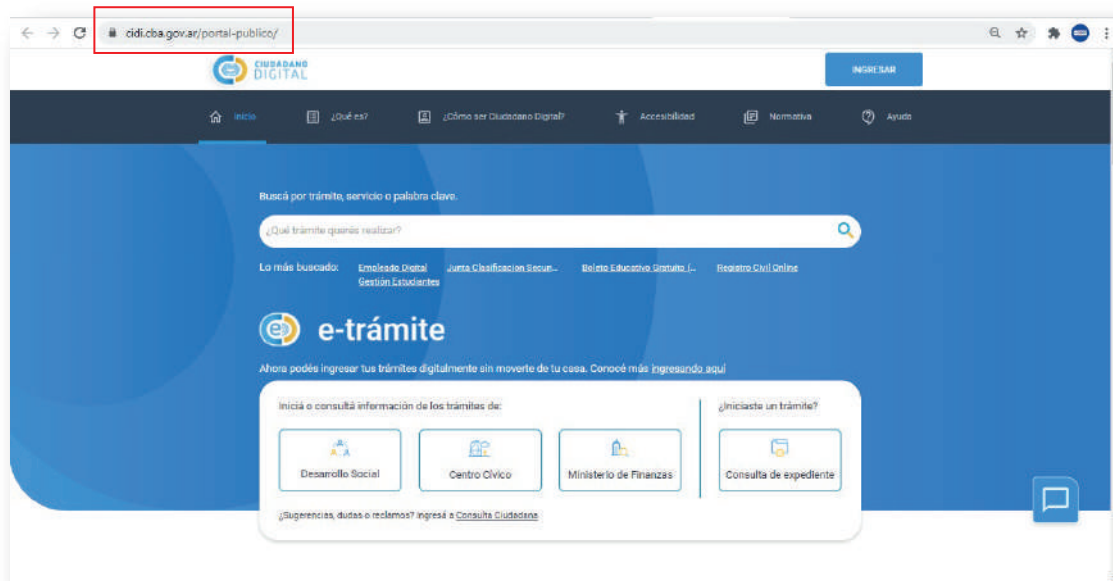 cidi.cba.gov.ar/portal-publico/
CIUDADANO
DIGITAL
INGRESAR
Inicio
¿Qué es?
¿Cómo ser Ciudadano Digital?
Accesibilidad
Normativa
Ayuda
Buscá por trámite, servicio o palabra clave.
¿Qué trámite querés realizar?
Lo más buscado: Empleado Digital Junta Clasificacion Secun... Boleto Educativo Gratuito (... Registro Civil Online
Gestión Estudiantes
e-trámite
Ahora podés ingresar tus trámites digitalmente sin moverte de tu casa. Conocé más ingresando aquí
Iniciá o consultá información de los trámites de:
¿Iniciaste un trámite?
Desarrollo Social
Centro Cívico
Ministerio de Finanzas
Consulta de expediente
¿Sugerencias, dudas o reclamos? Ingresá a Consulta Ciudadana